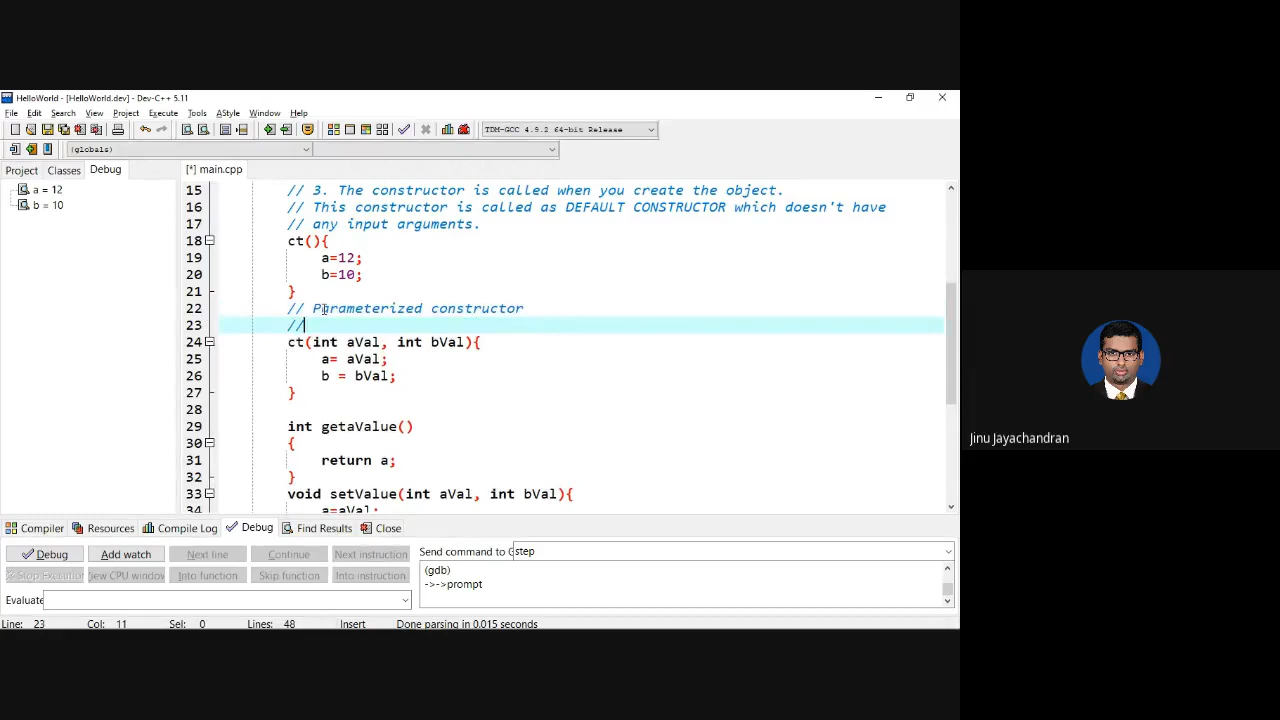 HelloWorld - [HelloWorld.dev] - Dev-C++ 5.11
File Edit Search View Project Execute Tools AStyle Window Help
TDM-GCC 4.9.2 64-bit Release
(globals)
Project Classes Debug [*] main.cpp
a = 12
b = 10
15 // 3. The constructor is called when you create the object.
16 // This constructor is called as DEFAULT CONSTRUCTOR which doesn't have
17 // any input arguments.
18 ct(){
19 a=12;
20 b=10;
21 }
22 // Parameterized constructor
23 //
24 ct(int aVal, int bVal){
25 a= aVal;
26 b = bVal;
27 }
28
29 int getaValue()
30 {
31 return a;
32 }
33 void setValue(int aVal, int bVal){
34 a=aVal;
Compiler Resources Compile Log Debug Find Results Close
Debug Add watch Next line Continue Next instruction Send command to G step
Stop Execution View CPU window Into function Skip function Into instruction
(gdb)
->->prompt
Evaluate
Line: 23 Col: 11 Sel: 0 Lines: 48 Insert Done parsing in 0.015 seconds
Jinu Jayachandran